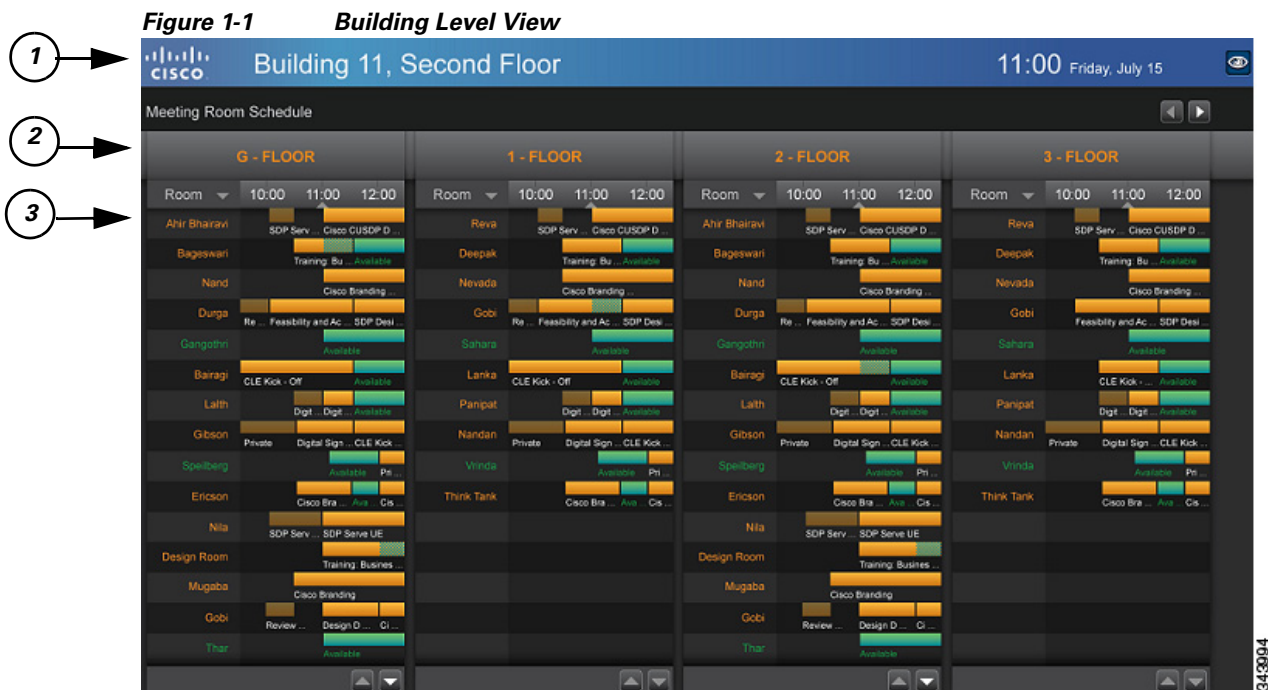 Figure 1-1 Building Level View
1
CISCO Building 11, Second Floor 11:00 Friday, July 15
Meeting Room Schedule
2
G - FLOOR 1 - FLOOR 2 - FLOOR 3 - FLOOR
Room 10:00 11:00 12:00 Room 10:00 11:00 12:00 Room 10:00 11:00 12:00 Room 10:00 11:00 12:00
3
Ahir Bhairavi SDP Serv ... Cisco CUSDP D ... Reva SDP Serv ... Cisco CUSDP D ... Ahir Bhairavi SDP Serv ... Cisco CUSDP D ... Reva SDP Serv ... Cisco CUSDP D ...
Bageswari Training: Bu ... Available Deepak Training: Bu ... Available Bageswari Training: Bu ... Available Deepak Training: Bu ... Available
Nand Cisco Branding ... Nevada Cisco Branding ... Nand Cisco Branding ... Nevada Cisco Branding ...
Durga Re ... Feasibility and Ac ... SDP Desi ... Gobi Re ... Feasibility and Ac ... SDP Desi ... Durga Re ... Feasibility and Ac ... SDP Desi ... Gobi Feasibility and Ac ... SDP Desi ...
Gangothri Available Sahara Available Gangothri Available Sahara Available
Bairagi CLE Kick - Off Available Lanka CLE Kick - Off Available Bairagi CLE Kick - Off Available Lanka CLE Kick - ... Available
Lalth Digit ... Digit ... Available Panipat Digit ... Digit ... Available Lalth Digit ... Digit ... Available Panipat Digit ... Digit ... Available
Gibson Private Digital Sign ... CLE Kick ... Nandan Private Digital Sign ... CLE Kick ... Gibson Private Digital Sign ... CLE Kick ... Nandan Private Digital Sign ... CLE Kick ...
Speilberg Available Pri ... Vrinda Available Pri ... Speilberg Available Pri ... Vrinda Available Pri ...
Ericson Cisco Bra ... Ava ... Cis ... Think Tank Cisco Bra ... Ava ... Cis ... Ericson Cisco Bra ... Ava ... Cis ... Think Tank Cisco Bra ... Ava ... Cis ...
Nila SDP Serv ... SDP Serve UE Nila SDP Serv ... SDP Serve UE
Design Room Training: Busines ... Design Room Training: Busines ...
Mugaba Cisco Branding Mugaba Cisco Branding
Gobi Review ... Design D ... Ci ... Gobi Review ... Design D ... Ci ...
Thar Available Thar Available
343994